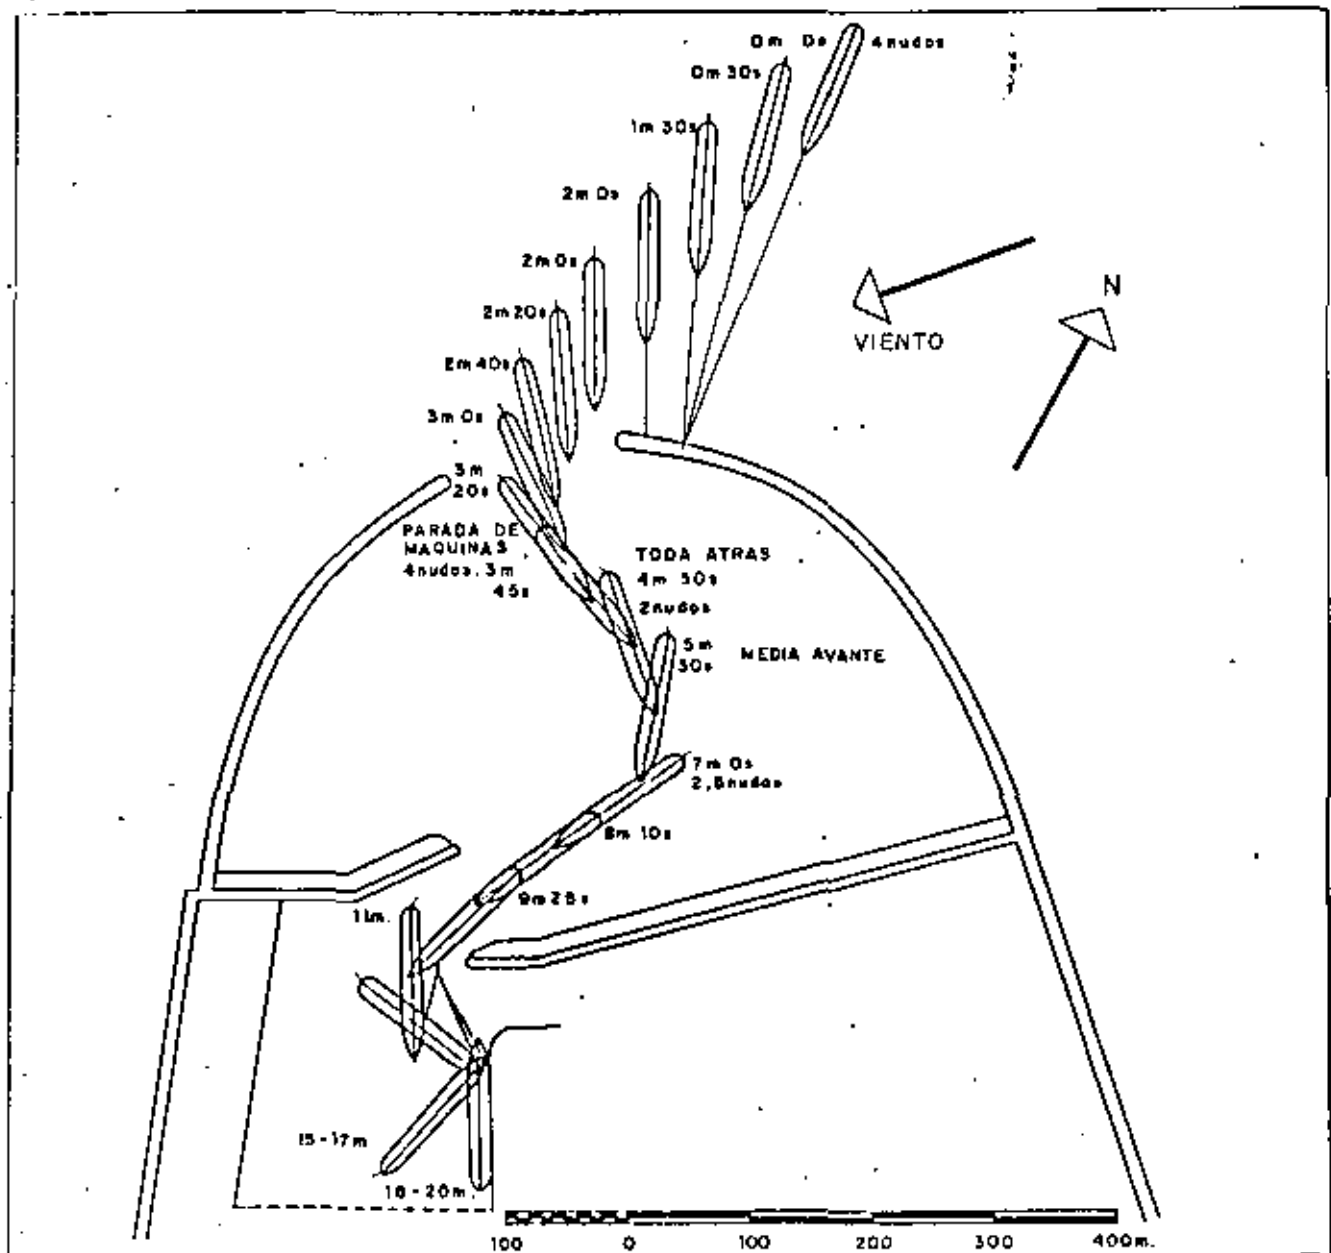 0m 0s 4nudos
0m 30s
1m 30s
2m 0s
2m 0s
2m 20s
2m 40s
3m 0s
3m
20s
N
VIENTO
PARADA DE
MAQUINAS
4nudos. 3m
45s
TODA ATRAS
4m 30s
2nudos
5m
30s
MEDIA AVANTE
7m 0s
2,5nudos
8m 10s
9m 28s
11m.
15-17m
18-20m.
100 0 100 200 300 400m.